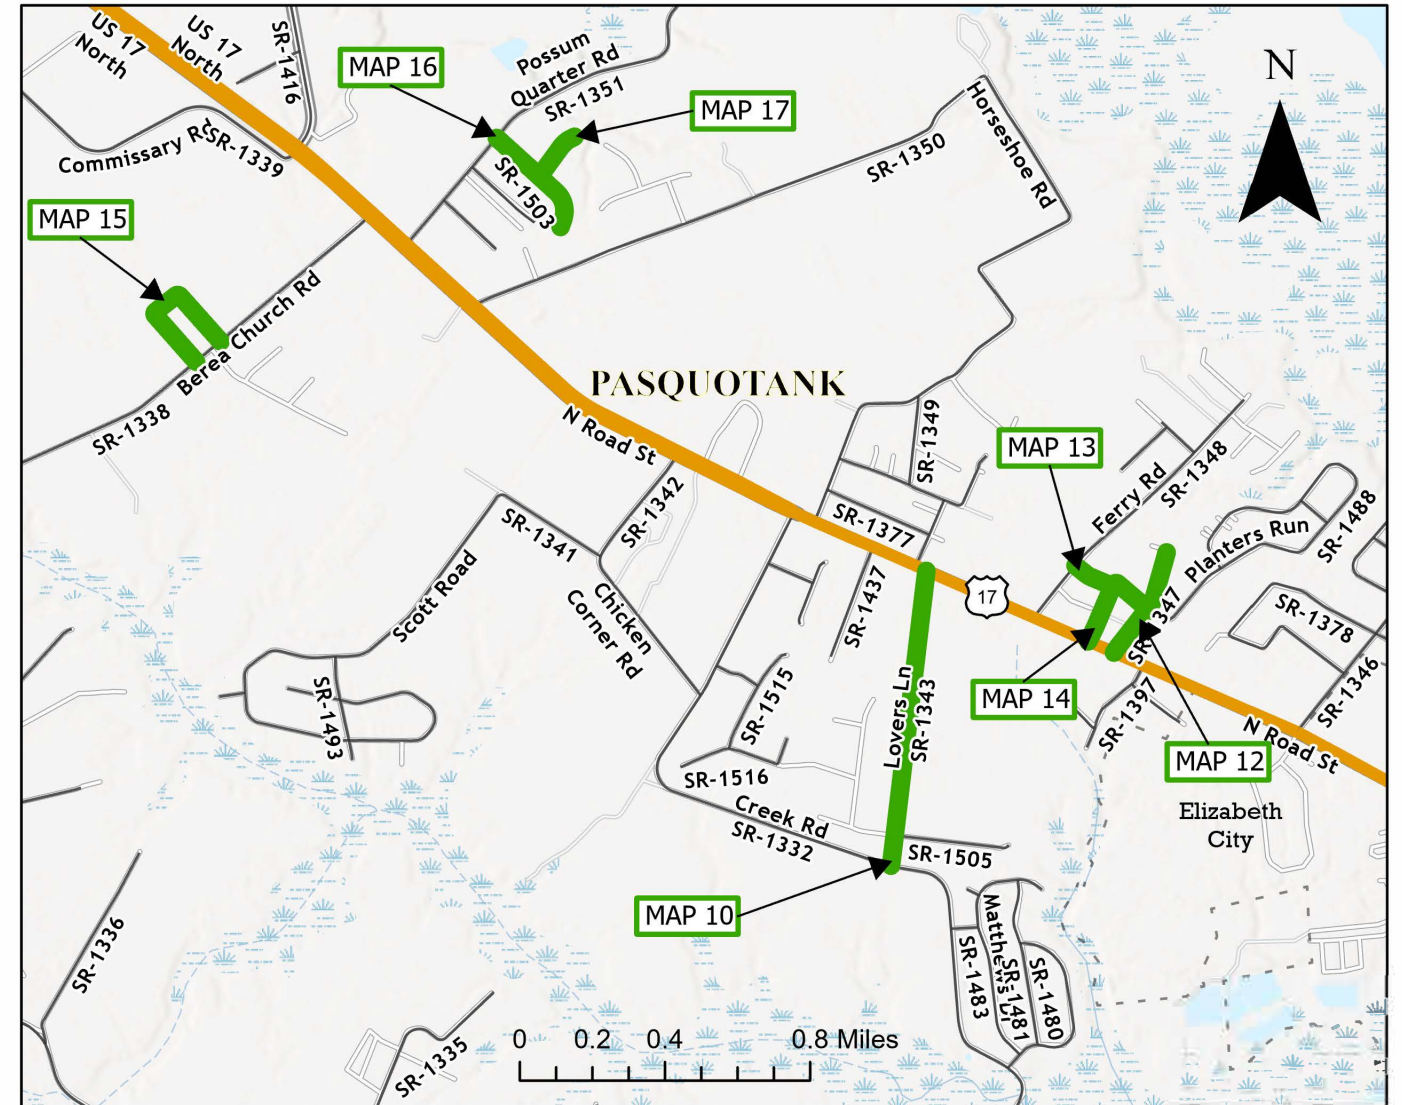 US 17
North
US 17
North
SR-1416
MAP 16
Possum
Quarter Rd
SR-1351
MAP 17
N
Commissary Rd
SR-1339
SR-1503
SR-1350
Horseshoe Rd
MAP 15
Berea Church Rd
SR-1338
PASQUOTANK
N Road St
SR-1349
MAP 13
Ferry Rd
SR-1348
SR-1342
SR-1341
SR-1377
Planters Run
SR-1488
Scott Road
Chicken
Corner Rd
SR-1437
17
SR-1347
SR-1378
SR-1346
SR-1493
SR-1515
Lovers Ln
SR-1343
MAP 14
SR-1397
MAP 12
N Road St
SR-1516
Creek Rd
SR-1332
Elizabeth
City
SR-1505
MAP 10
SR-1336
Matthews Dr
SR-1483
SR-1481
SR-1480
SR-1335
0 0.2 0.4 0.8 Miles